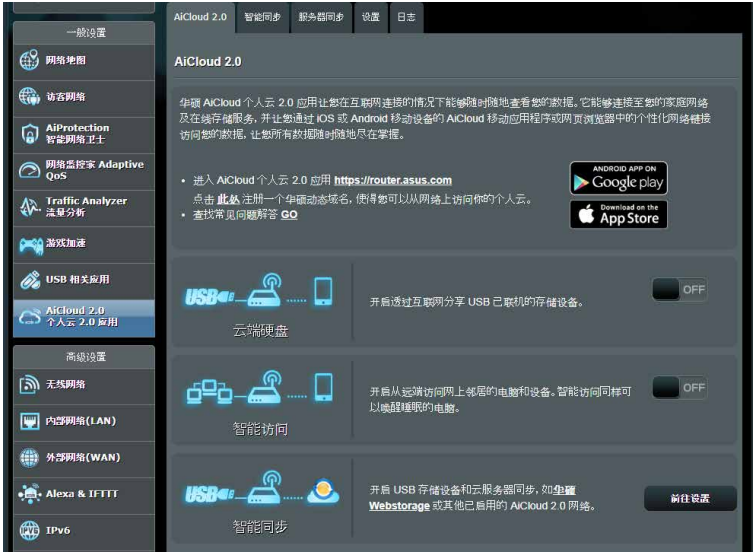 一般设置
网络地图
访客网络
AiProtection
智能网络卫士
网络监控家 Adaptive
QoS
Traffic Analyzer
流量分析
游戏加速
USB 相关应用
AiCloud 2.0
个人云 2.0 应用
高级设置
无线网络
内部网络(LAN)
外部网络(WAN)
Alexa & IFTTT
IPv6
AiCloud 2.0 智能同步 服务器同步 设置 日志
AiCloud 2.0
华硕 AiCloud 个人云 2.0 应用让您在互联网连接的情况下能够随时随地查看您的数据。它能够连接至您的家庭网络
及在线存储服务, 并让您通过 iOS 或 Android 移动设备的 AiCloud 移动应用程序或网页浏览器中的个性化网络链接
访问您的数据, 让您所有数据随时随地尽在掌握。
• 进入 AiCloud 个人云 2.0 应用 https://router.asus.com
点击 此处 注册一个华硕动态域名, 使得您可以从网络上访问你的个人云。
• 查找常见问题解答 GO
ANDROID APP ON
Google play
Download on the
App Store
USB
云端硬盘
开启透过互联网分享 USB 已联机的存储设备。
OFF
智能访问
开启从远端访问网上邻居的电脑和设备。智能访问同样可
以唤醒睡眠的电脑。
OFF
USB
智能同步
开启 USB 存储设备和云服务器同步, 如华硕
Webstorage 或其他已启用的 AiCloud 2.0 网络。
前往设置